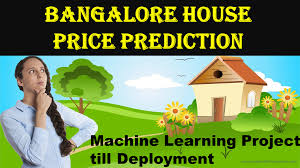 BANGALORE HOUSE
PRICE PREDICTION
Machine Learning Project
till Deployment